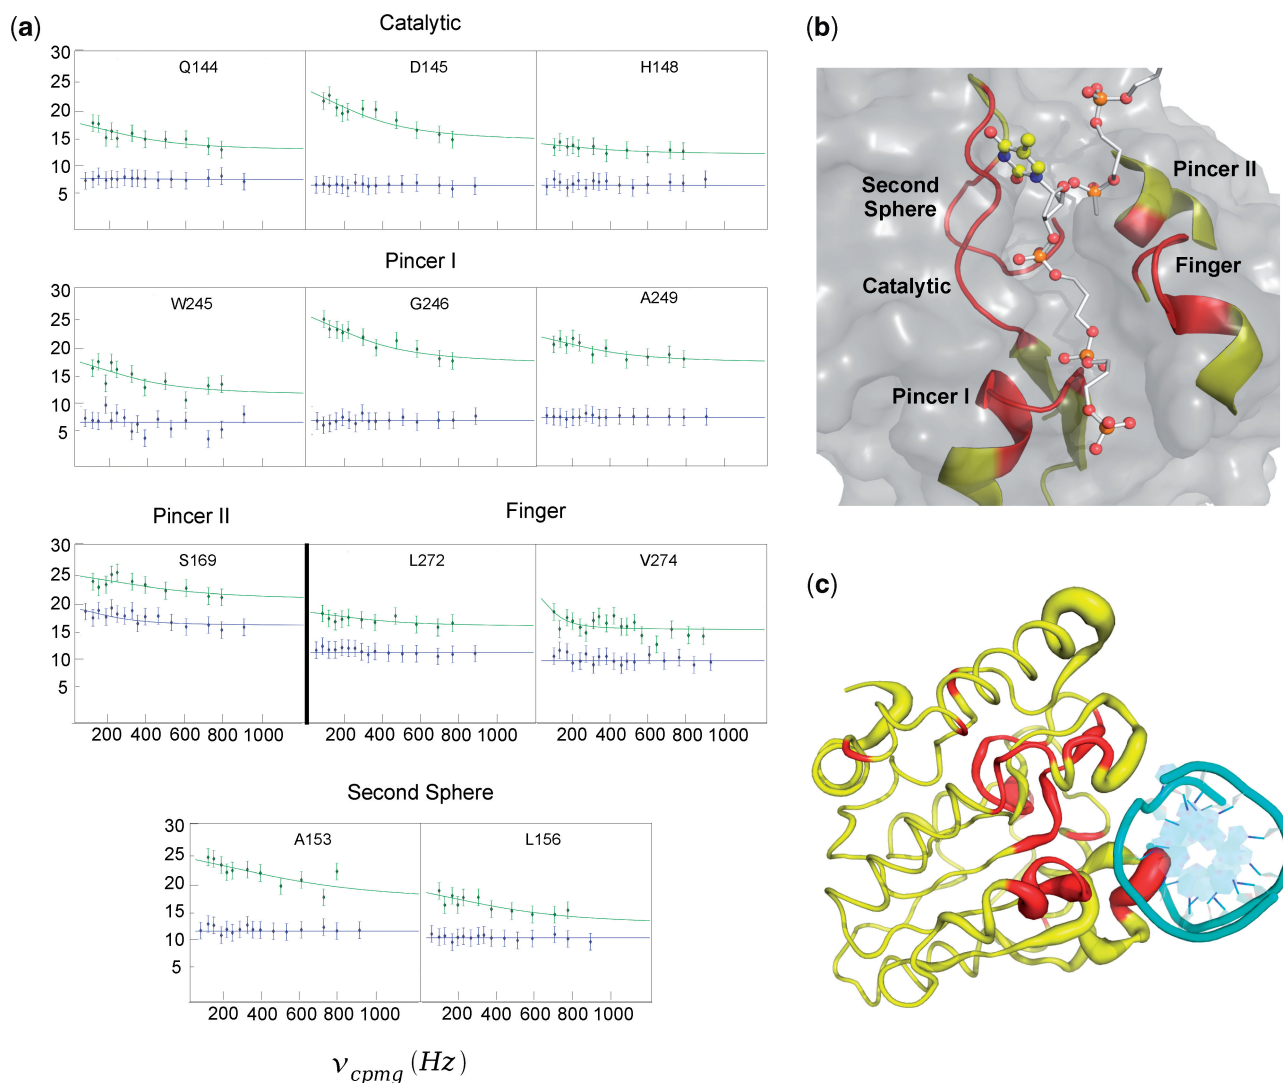 (a)
Catalytic
30
25
20
15
10
5
Q144
D145
H148
Pincer I
30
25
20
15
10
5
W245
G246
A249
Pincer II
Finger
30
25
20
15
10
5
S169
L272
V274
200 400 600 800 1000
200 400 600 800 1000
200 400 600 800 1000
Second Sphere
30
25
20
15
10
5
A153
L156
200 400 600 800 1000
200 400 600 800 1000
ν cpmg (Hz)
(b)
Second
Sphere
Pincer II
Finger
Catalytic
Pincer I
(c)